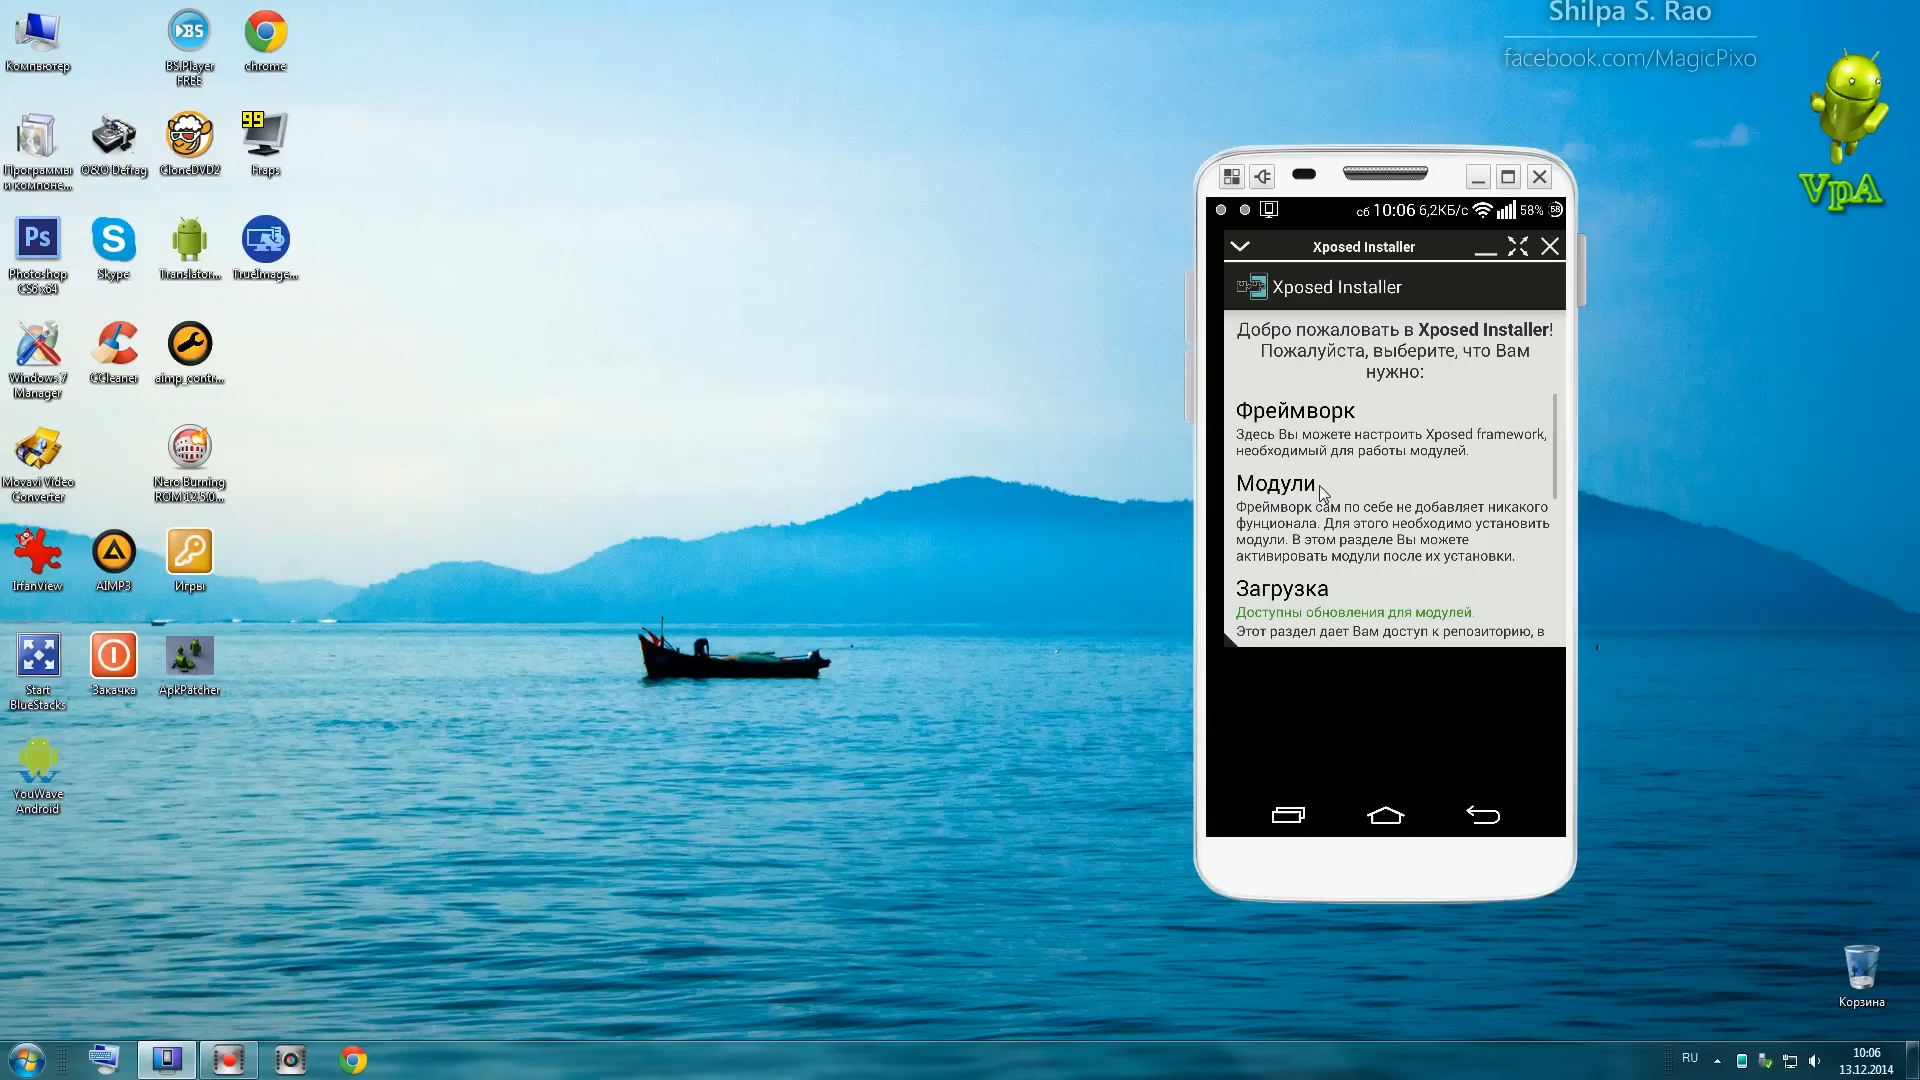 Shilpa S. Rao
facebook.com/MagicPixo
VpA
Компьютер
BS.Player
FREE
chrome
Программы
и компоне...
O&O Defrag
CloneDVD2
99
Fraps
Ps
Photoshop
CS6 x64
Skype
Translator...
TrueImage...
Windows 7
Manager
CCleaner
aimp_contr...
Movavi Video
Converter
Nero Burning
ROM 12.5.0...
IrfanView
AIMP3
Игры
Start
BlueStacks
Закачка
ApkPatcher
YouWave
Android
сб 10:06 6,2КБ/с 58% 58
Xposed Installer
Xposed Installer
Добро пожаловать в Xposed Installer!
Пожалуйста, выберите, что Вам
нужно:
Фреймворк
Здесь Вы можете настроить Xposed framework,
необходимый для работы модулей.
Модули
Фреймворк сам по себе не добавляет никакого
фунционала. Для этого необходимо установить
модули. В этом разделе Вы можете
активировать модули после их установки.
Загрузка
Доступны обновления для модулей.
Этот раздел дает Вам доступ к репозиторию, в
Корзина
RU
10:06
13.12.2014